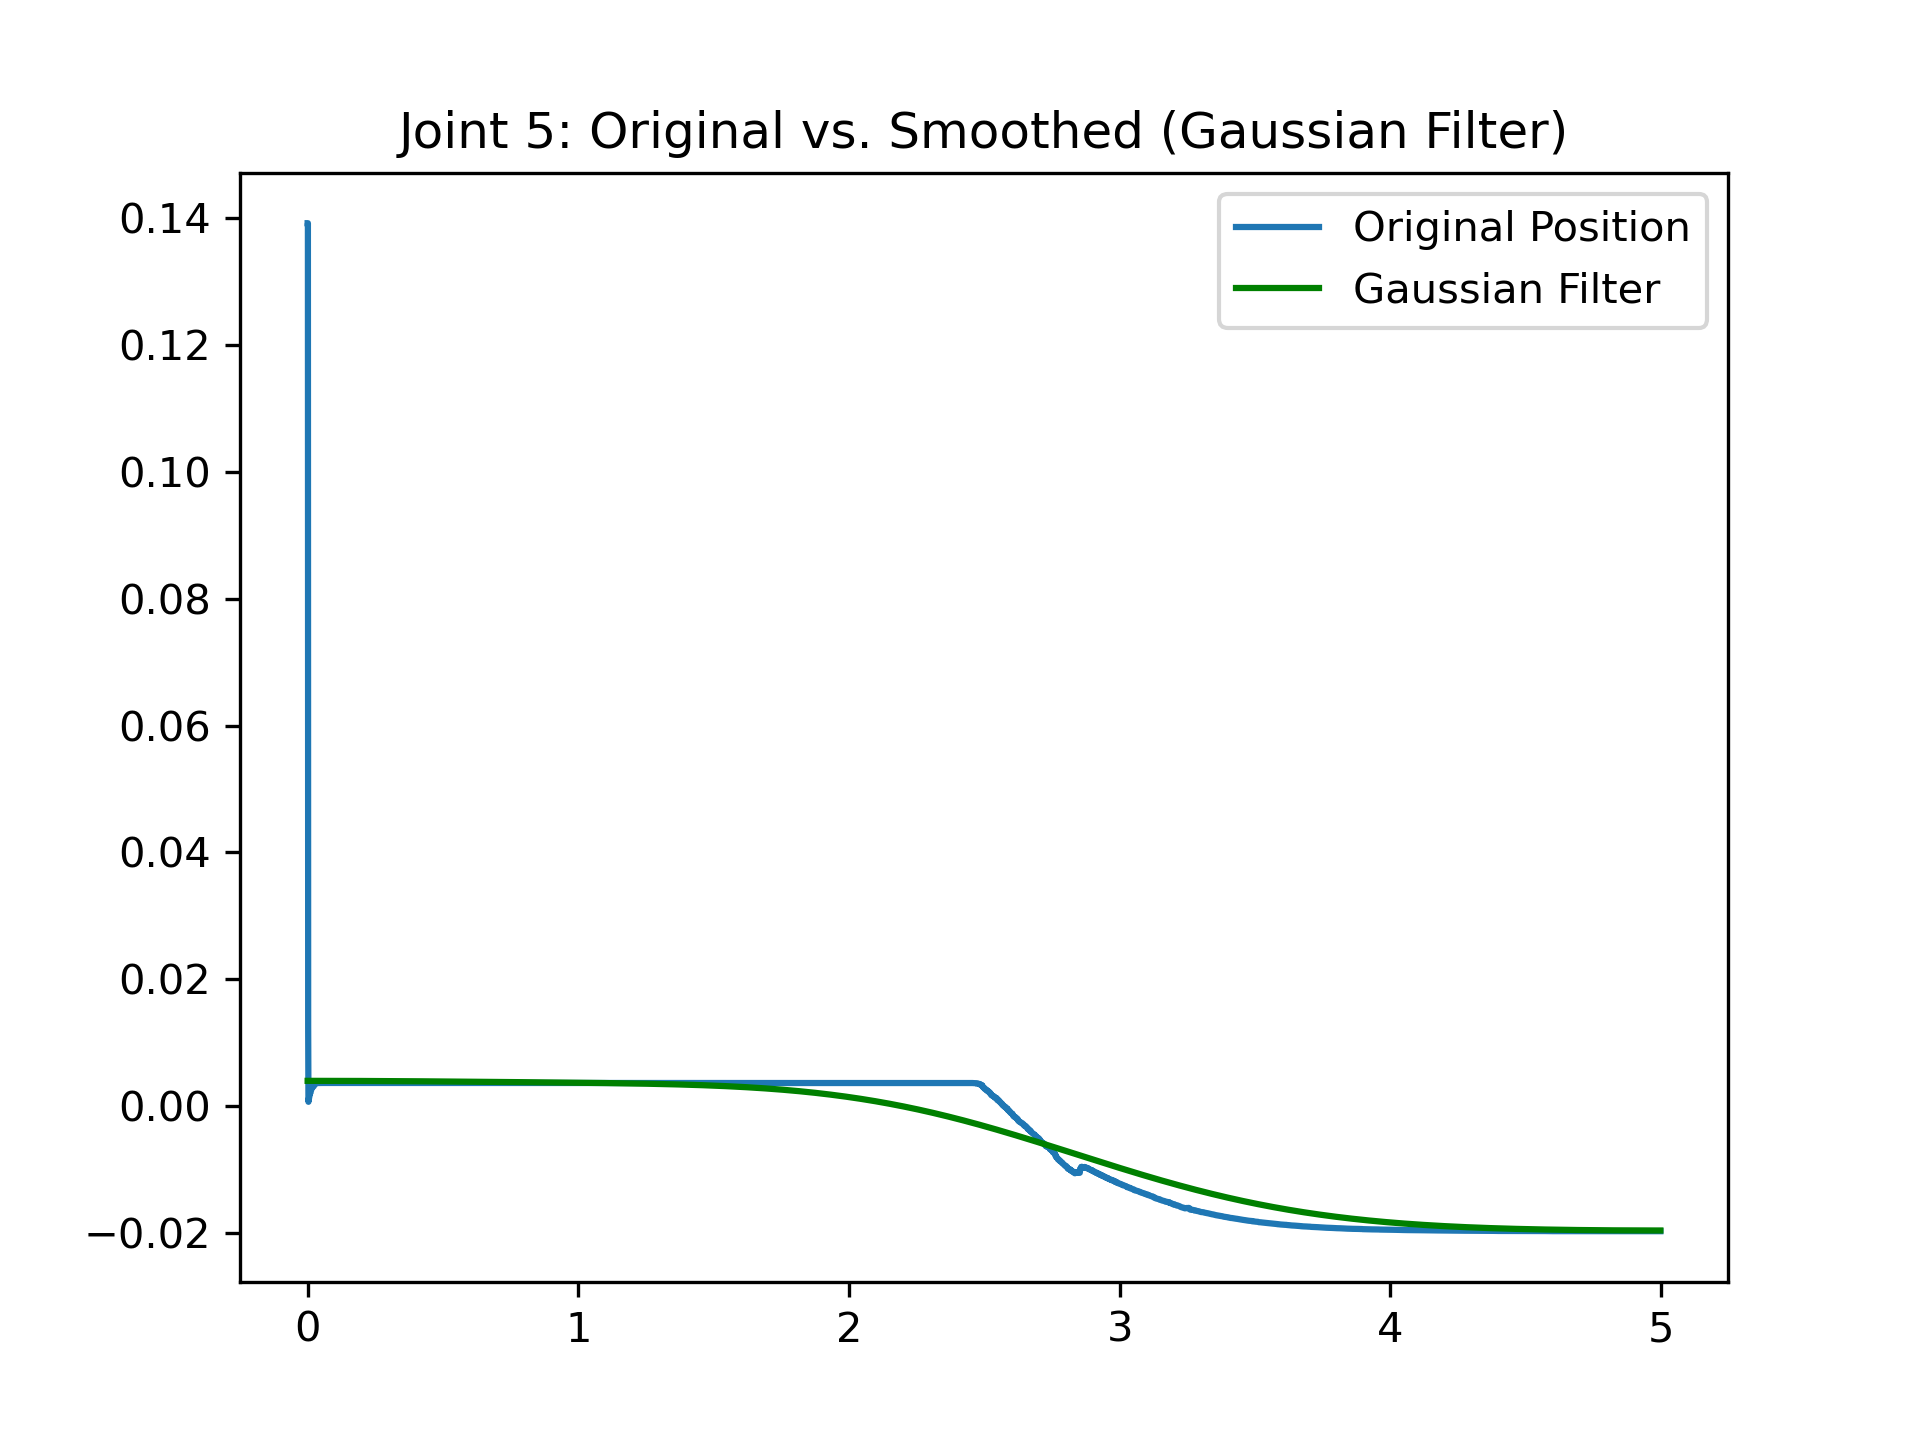 Joint 5: Original vs. Smoothed (Gaussian Filter)
Original Position
Gaussian Filter
0.14
0.12
0.10
0.08
0.06
0.04
0.02
0.00
−0.02
0 1 2 3 4 5